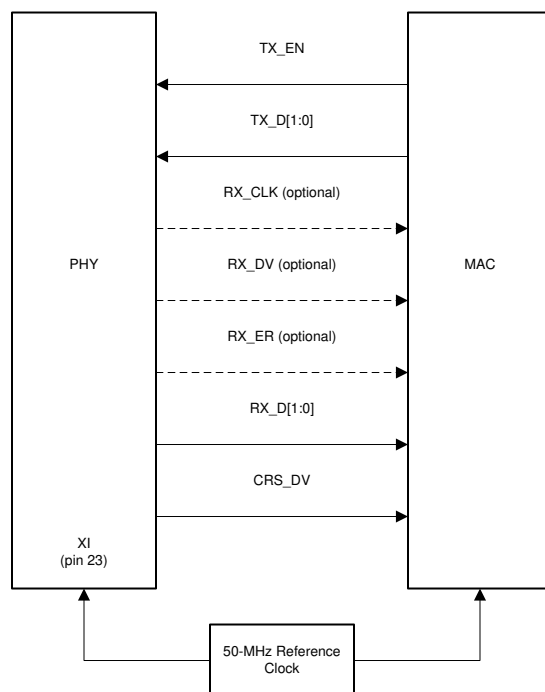 TX_EN
TX_D[1:0]
RX_CLK (optional)
PHY
RX_DV (optional)
MAC
RX_ER (optional)
RX_D[1:0]
CRS_DV
XI
(pin 23)
50-MHz Reference
Clock